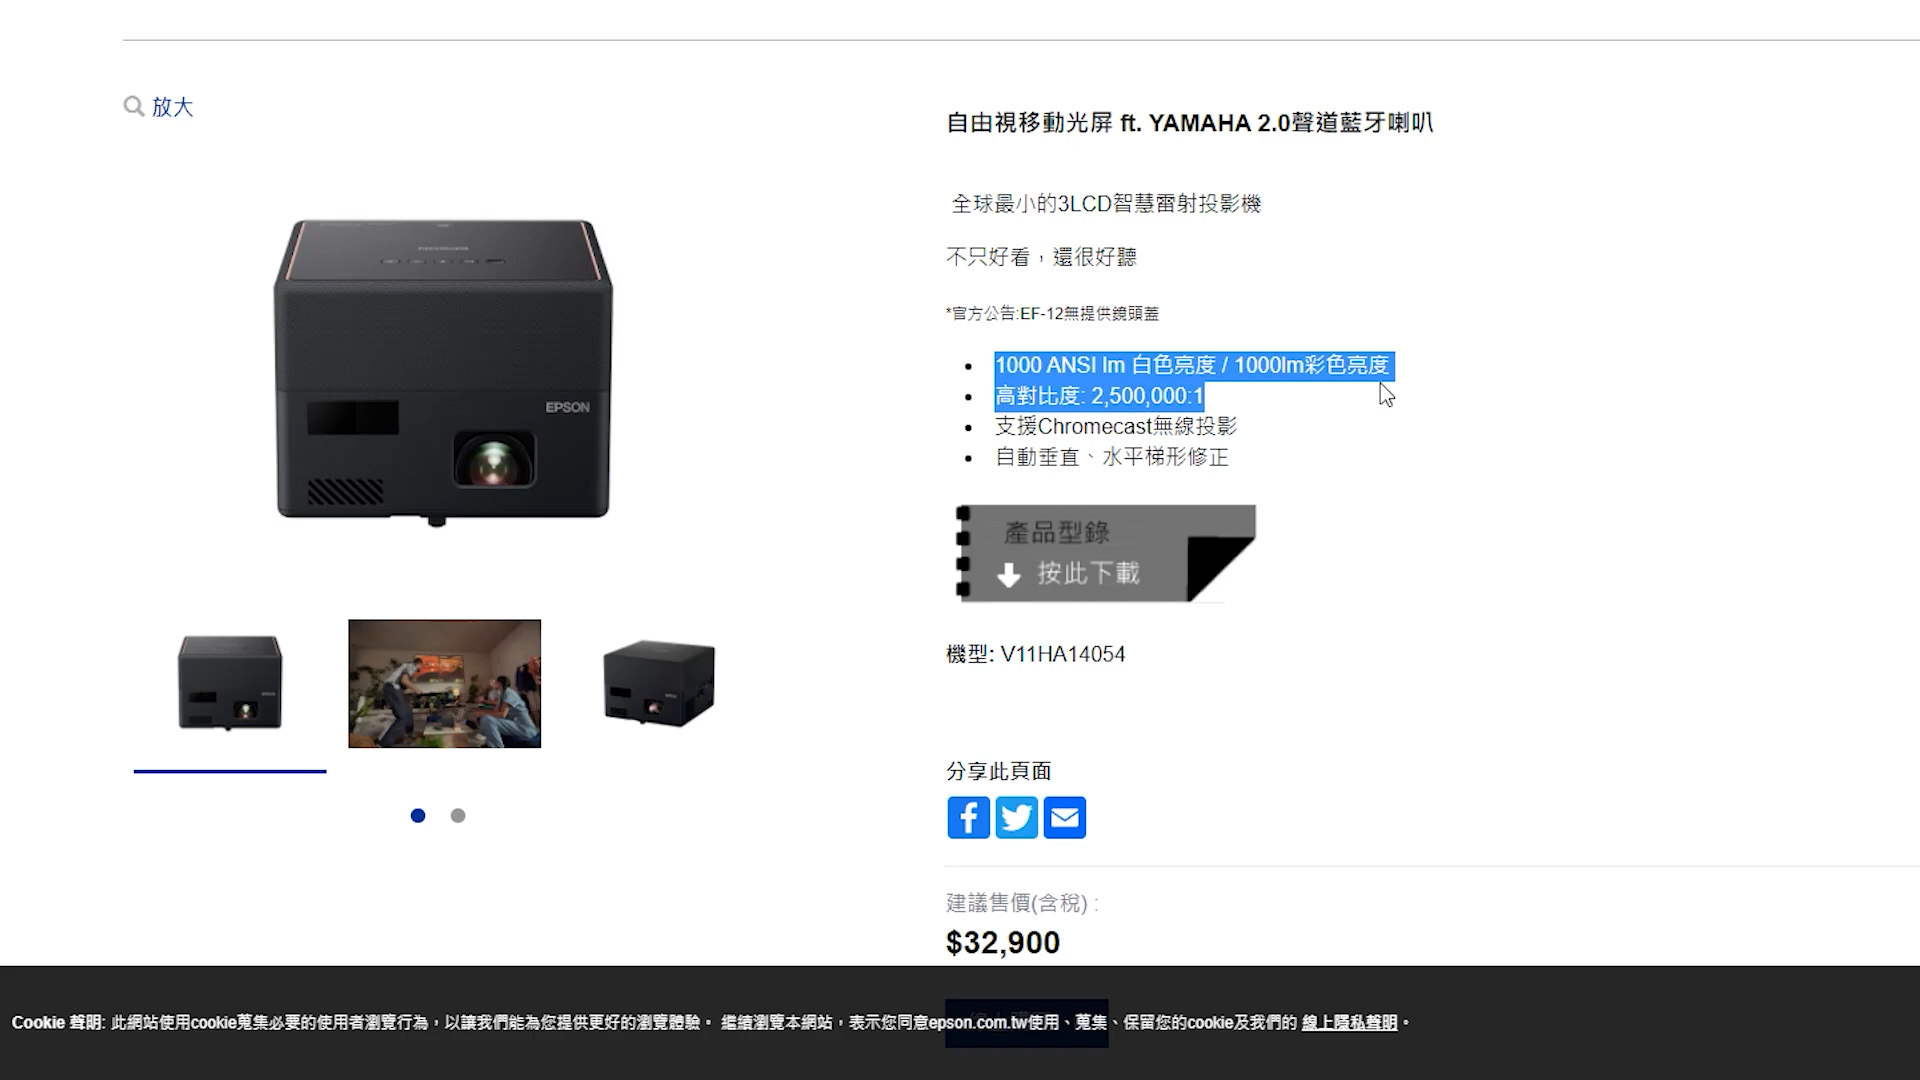 放大
自由視移動光屏 ft. YAMAHA 2.0聲道藍牙喇叭
全球最小的3LCD智慧雷射投影機
不只好看，還很好聽
*官方公告:EF-12無提供鏡頭蓋
1000 ANSI lm 白色亮度 / 1000lm彩色亮度
高對比度: 2,500,000:1
支援Chromecast無線投影
自動垂直、水平梯形修正
EPSON
產品型錄
按此下載
機型: V11HA14054
分享此頁面
建議售價(含稅) :
$32,900
Cookie 聲明: 此網站使用cookie蒐集必要的使用者瀏覽行為，以讓我們能為您提供更好的瀏覽體驗。 繼續瀏覽本網站，表示您同意epson.com.tw使用、蒐集、保留您的cookie及我們的 線上隱私聲明。